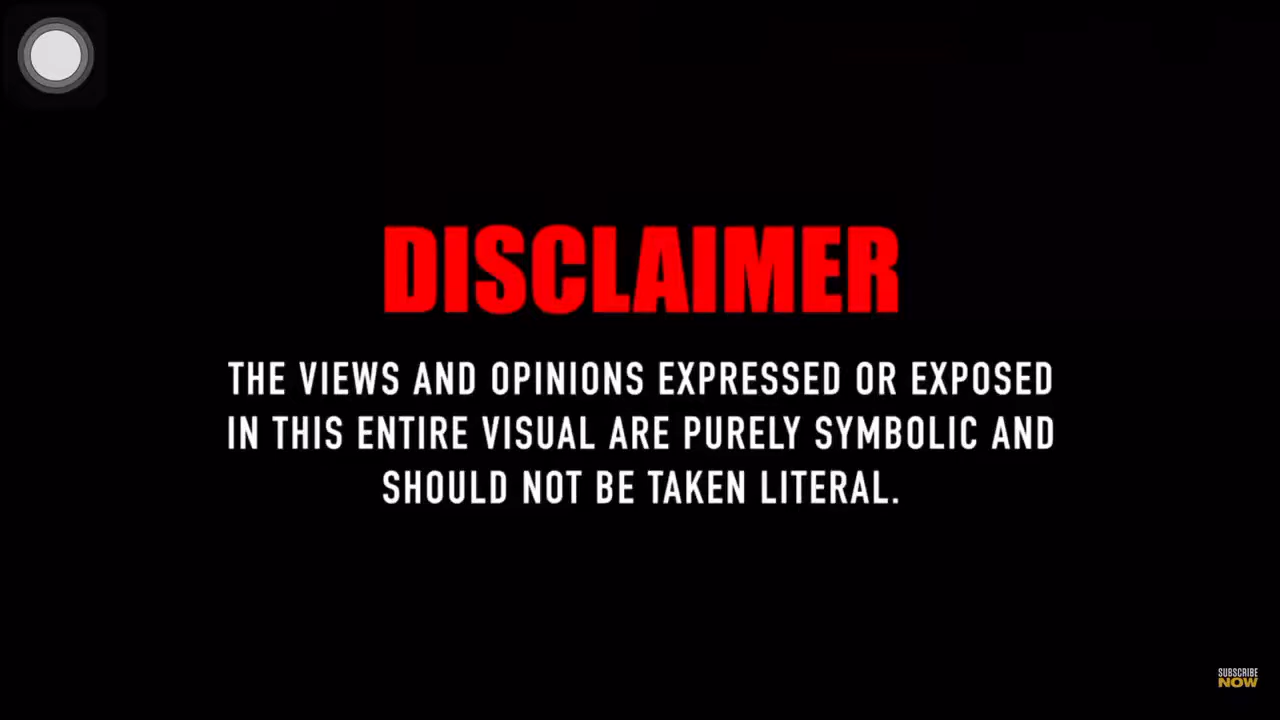 DISCLAIMER
THE VIEWS AND OPINIONS EXPRESSED OR EXPOSED
IN THIS ENTIRE VISUAL ARE PURELY SYMBOLIC AND
SHOULD NOT BE TAKEN LITERAL.
SUBSCRIBE
NOW